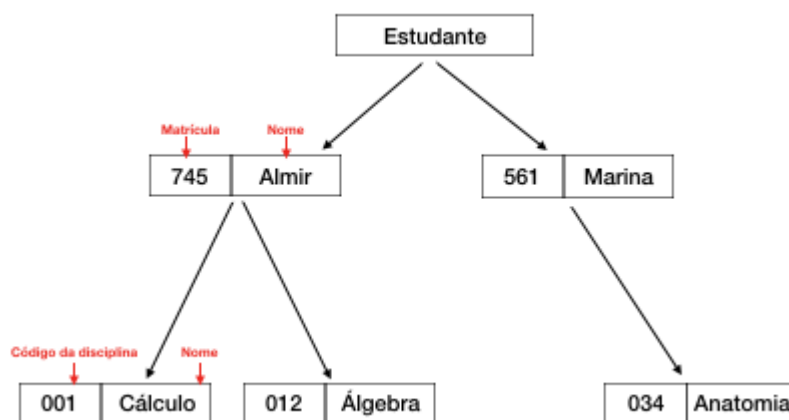 Estudante
Matrícula Nome
745 Almir 561 Marina
Código da disciplina Nome
001 Cálculo 012 Álgebra 034 Anatomia